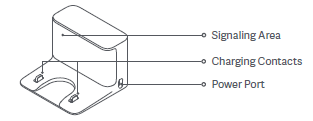 Signaling Area
Charging Contacts
Power Port